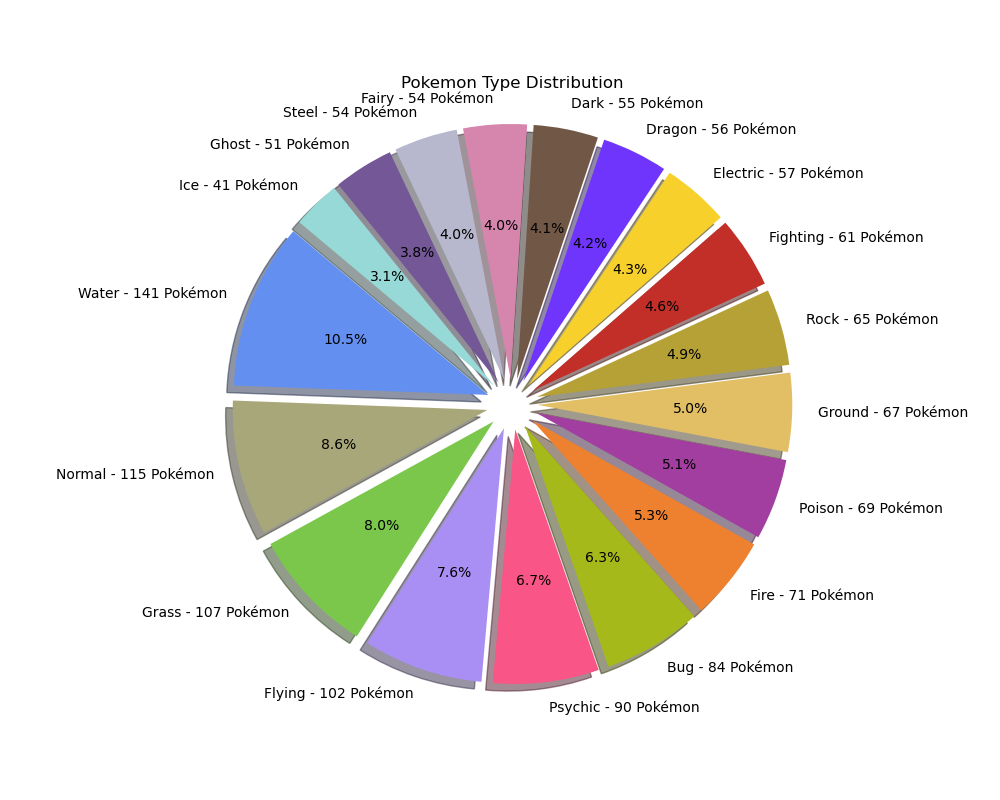 Pokemon Type Distribution
Fairy - 54 Pokémon
Dark - 55 Pokémon
Steel - 54 Pokémon
Dragon - 56 Pokémon
Ghost - 51 Pokémon
Electric - 57 Pokémon
Ice - 41 Pokémon
Fighting - 61 Pokémon
Water - 141 Pokémon
Rock - 65 Pokémon
Normal - 115 Pokémon
Ground - 67 Pokémon
Grass - 107 Pokémon
Poison - 69 Pokémon
Flying - 102 Pokémon
Fire - 71 Pokémon
Psychic - 90 Pokémon
Bug - 84 Pokémon
4.0%
4.1%
4.0%
4.2%
3.8%
4.3%
3.1%
4.6%
10.5%
4.9%
8.6%
5.0%
8.0%
5.1%
7.6%
5.3%
6.7%
6.3%